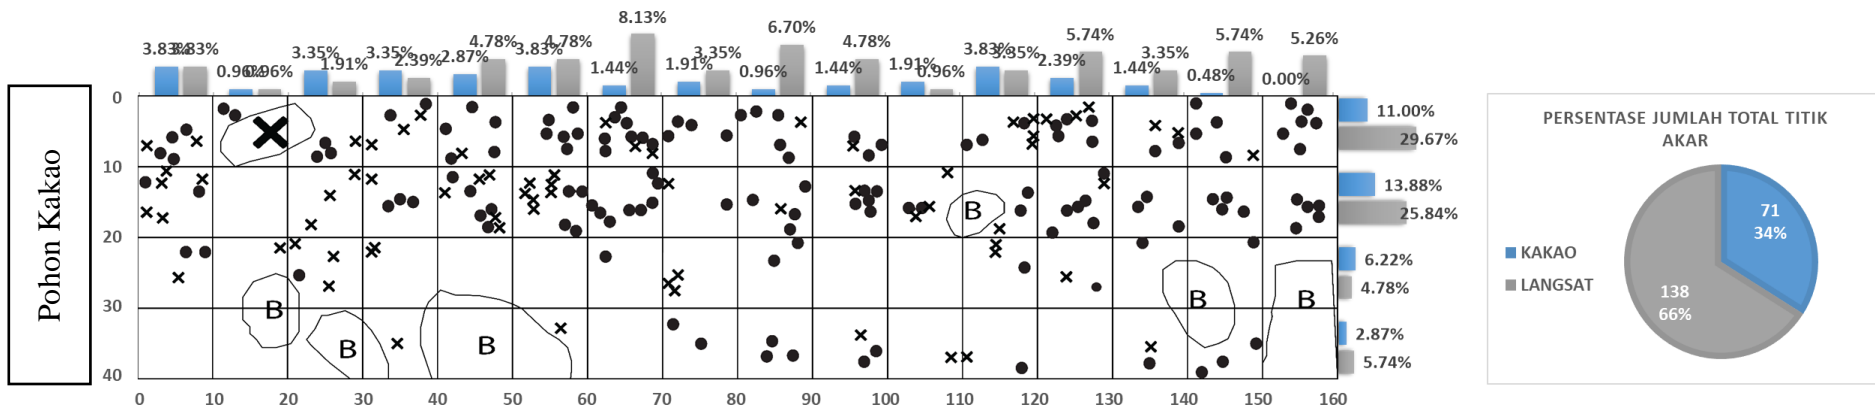 8.13%
6.70%
5.74%
5.74%
5.26%
3.83% 3.83% 3.35% 3.35% 2.87% 4.78% 3.83% 4.78% 3.35% 4.78% 3.83% 3.35% 3.35%
0.96% 0.96% 1.91% 2.39% 1.44% 1.91% 0.96% 1.44% 1.91% 0.96% 2.39% 1.44% 0.48% 0.00%
Pohon Kakao
0
10
20
30
40
B
B
B
B
B
B
0 10 20 30 40 50 60 70 80 90 100 110 120 130 140 150 160
11.00%
29.67%
13.88%
25.84%
6.22%
4.78%
2.87%
5.74%
PERSENTASE JUMLAH TOTAL TITIK
AKAR
KAKAO
LANGSAT
71
34%
138
66%